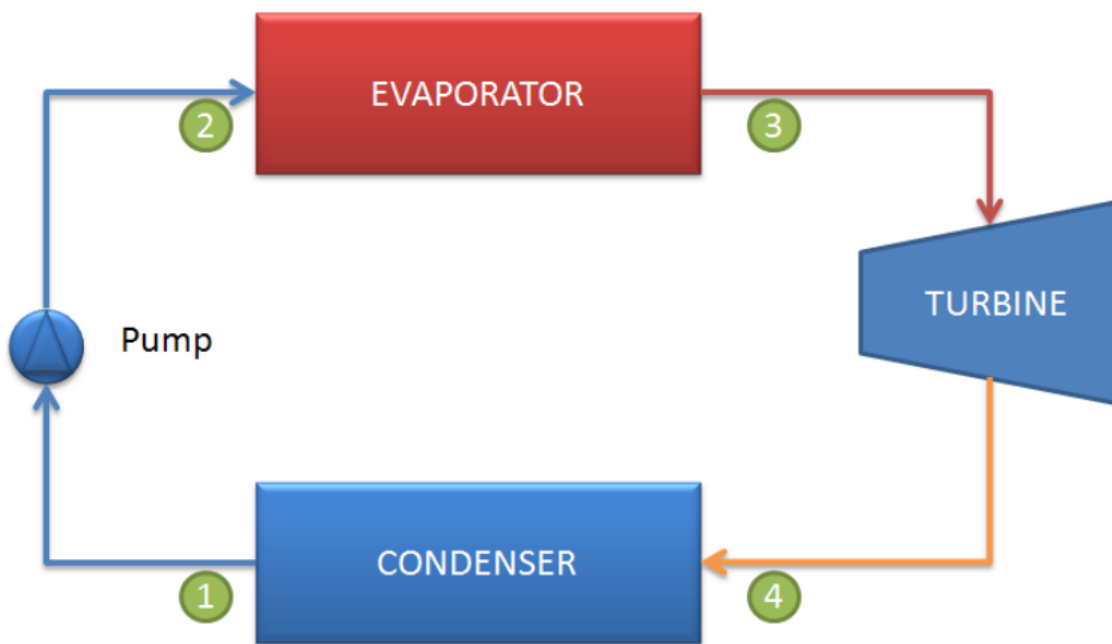 EVAPORATOR
2
3
TURBINE
Pump
CONDENSER
1
4